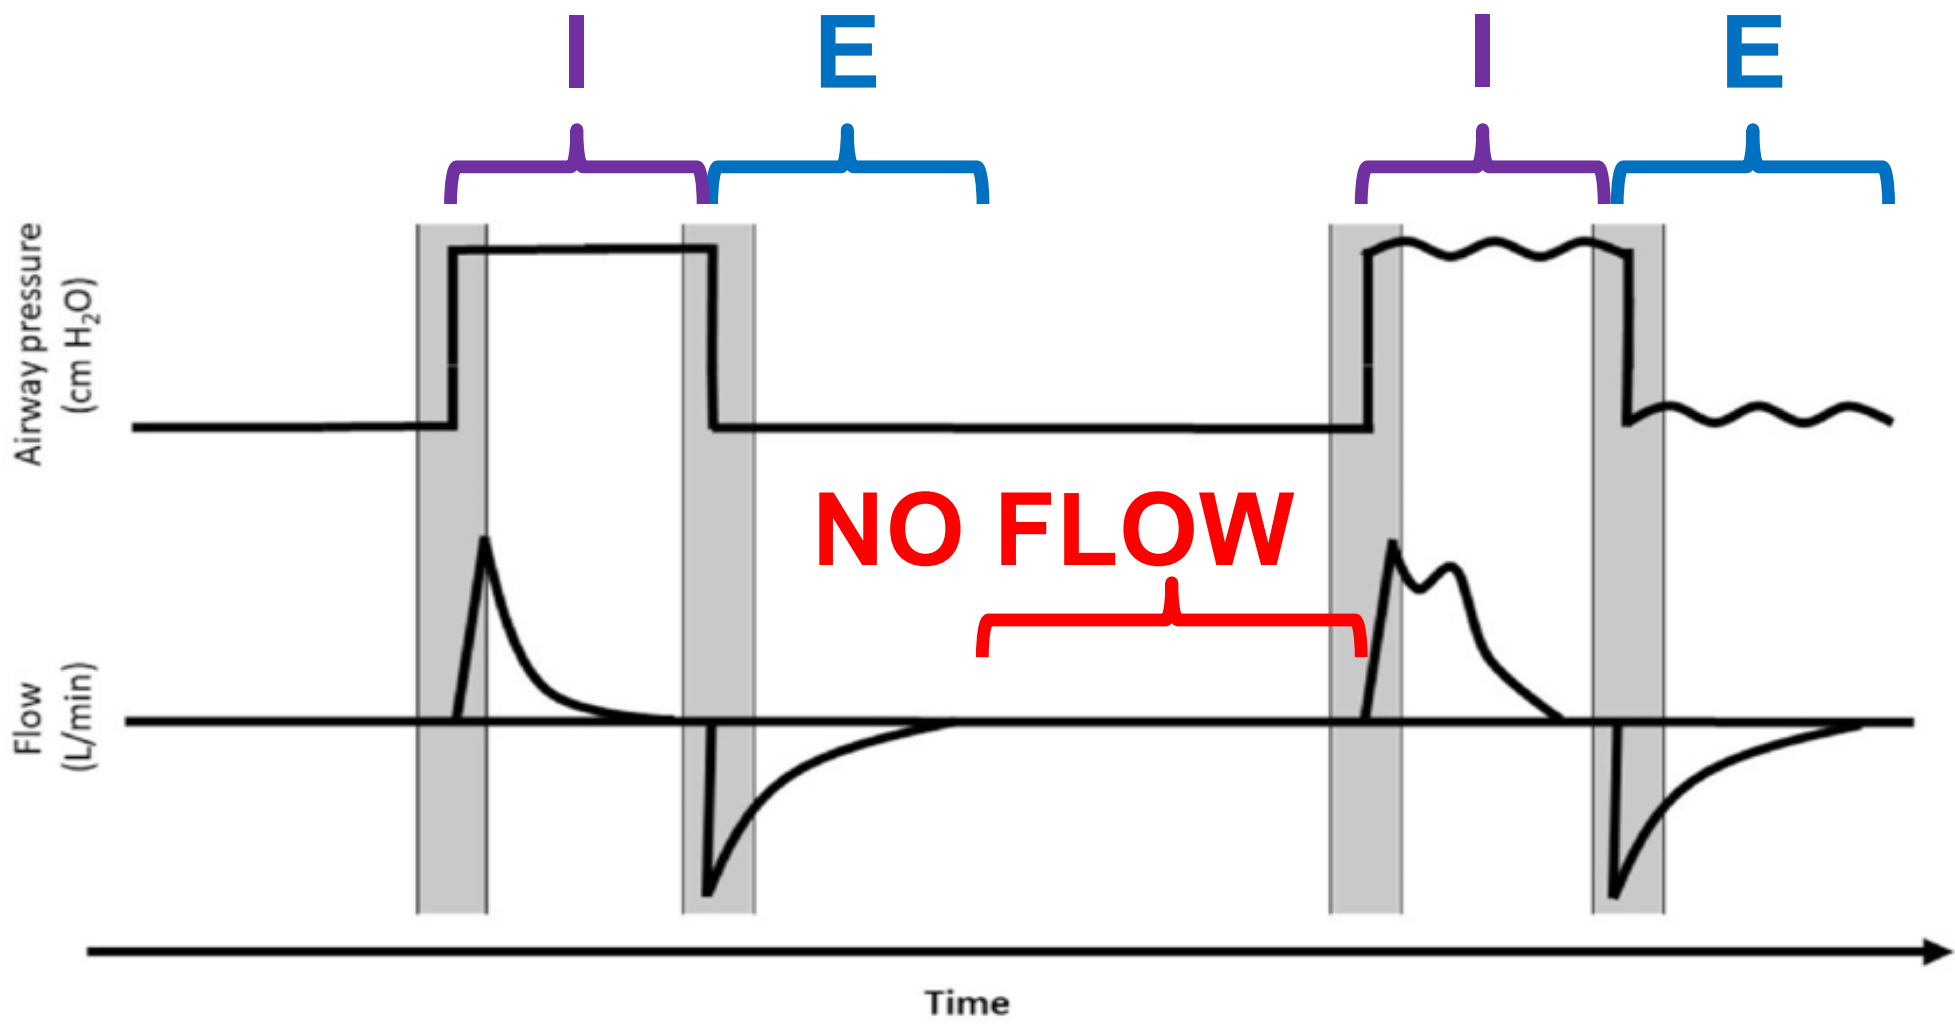 I
E
I
E
Airway pressure
(cm H₂O)
NO FLOW
Flow
(L/min)
Time